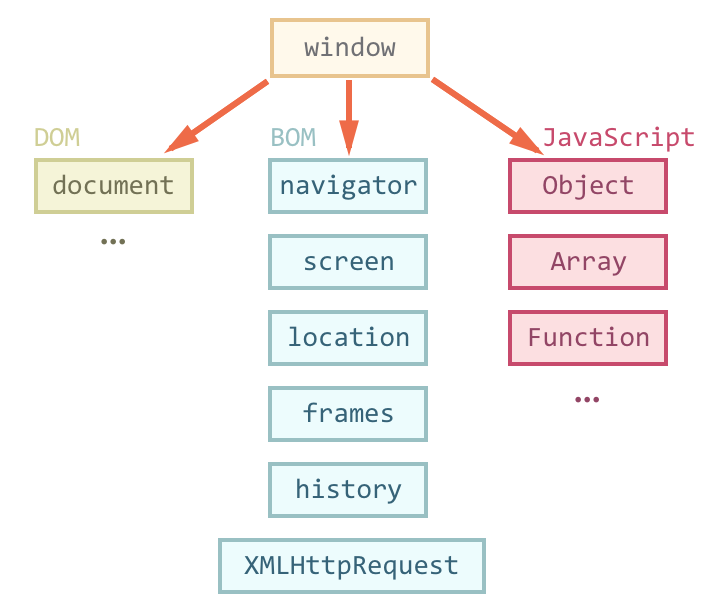 window
DOM
BOM
JavaScript
document
navigator
Object
...
screen
Array
location
Function
frames
...
history
XMLHttpRequest